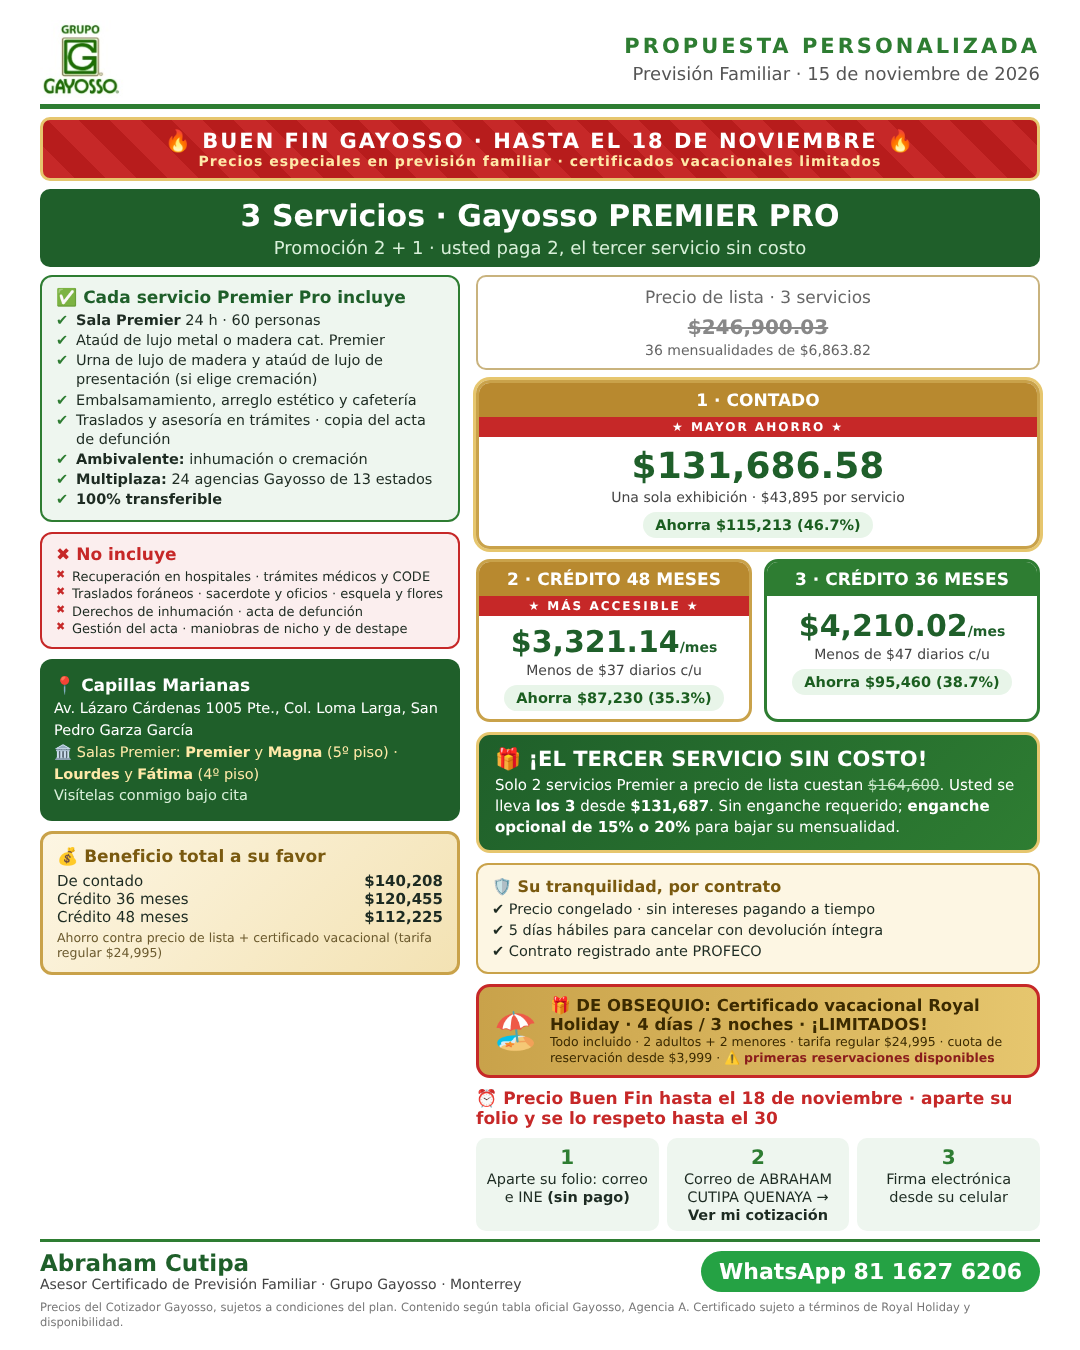 GRUPO
GAYOSSO
PROPUESTA PERSONALIZADA
Previsión Familiar · 15 de noviembre de 2026
🔥 BUEN FIN GAYOSSO · HASTA EL 18 DE NOVIEMBRE 🔥
Precios especiales en previsión familiar · certificados vacacionales limitados
3 Servicios · Gayosso PREMIER PRO
Promoción 2 + 1 · usted paga 2, el tercer servicio sin costo
✅ Cada servicio Premier Pro incluye
✔ Sala Premier 24 h · 60 personas
✔ Ataúd de lujo metal o madera cat. Premier
✔ Urna de lujo de madera y ataúd de lujo de
presentación (si elige cremación)
✔ Embalsamamiento, arreglo estético y cafetería
✔ Traslados y asesoría en trámites · copia del acta
de defunción
✔ Ambivalente: inhumación o cremación
✔ Multiplaza: 24 agencias Gayosso de 13 estados
✔ 100% transferible
✖ No incluye
✖ Recuperación en hospitales · trámites médicos y CODE
✖ Traslados foráneos · sacerdote y oficios · esquela y flores
✖ Derechos de inhumación · acta de defunción
✖ Gestión del acta · maniobras de nicho y de destape
📍 Capillas Marianas
Av. Lázaro Cárdenas 1005 Pte., Col. Loma Larga, San
Pedro Garza García
🏛️ Salas Premier: Premier y Magna (5º piso) ·
Lourdes y Fátima (4º piso)
Visítelas conmigo bajo cita
💰 Beneficio total a su favor
De contado $140,208
Crédito 36 meses $120,455
Crédito 48 meses $112,225
Ahorro contra precio de lista + certificado vacacional (tarifa
regular $24,995)
Precio de lista · 3 servicios
$246,900.03
36 mensualidades de $6,863.82
1 · CONTADO
★ MAYOR AHORRO ★
$131,686.58
Una sola exhibición · $43,895 por servicio
Ahorra $115,213 (46.7%)
2 · CRÉDITO 48 MESES
★ MÁS ACCESIBLE ★
$3,321.14/mes
Menos de $37 diarios c/u
Ahorra $87,230 (35.3%)
3 · CRÉDITO 36 MESES
$4,210.02/mes
Menos de $47 diarios c/u
Ahorra $95,460 (38.7%)
🎁 ¡EL TERCER SERVICIO SIN COSTO!
Solo 2 servicios Premier a precio de lista cuestan $164,600. Usted se
lleva los 3 desde $131,687. Sin enganche requerido; enganche
opcional de 15% o 20% para bajar su mensualidad.
🛡️ Su tranquilidad, por contrato
✔ Precio congelado · sin intereses pagando a tiempo
✔ 5 días hábiles para cancelar con devolución íntegra
✔ Contrato registrado ante PROFECO
🎁 DE OBSEQUIO: Certificado vacacional Royal
Holiday · 4 días / 3 noches · ¡LIMITADOS!
Todo incluido · 2 adultos + 2 menores · tarifa regular $24,995 · cuota de
reservación desde $3,999 · ⚠️ primeras reservaciones disponibles
⏰ Precio Buen Fin hasta el 18 de noviembre · aparte su
folio y se lo respeto hasta el 30
1
Aparte su folio: correo
e INE (sin pago)
2
Correo de ABRAHAM
CUTIPA QUENAYA →
Ver mi cotización
3
Firma electrónica
desde su celular
Abraham Cutipa
Asesor Certificado de Previsión Familiar · Grupo Gayosso · Monterrey
WhatsApp 81 1627 6206
Precios del Cotizador Gayosso, sujetos a condiciones del plan. Contenido según tabla oficial Gayosso, Agencia A. Certificado sujeto a términos de Royal Holiday y
disponibilidad.